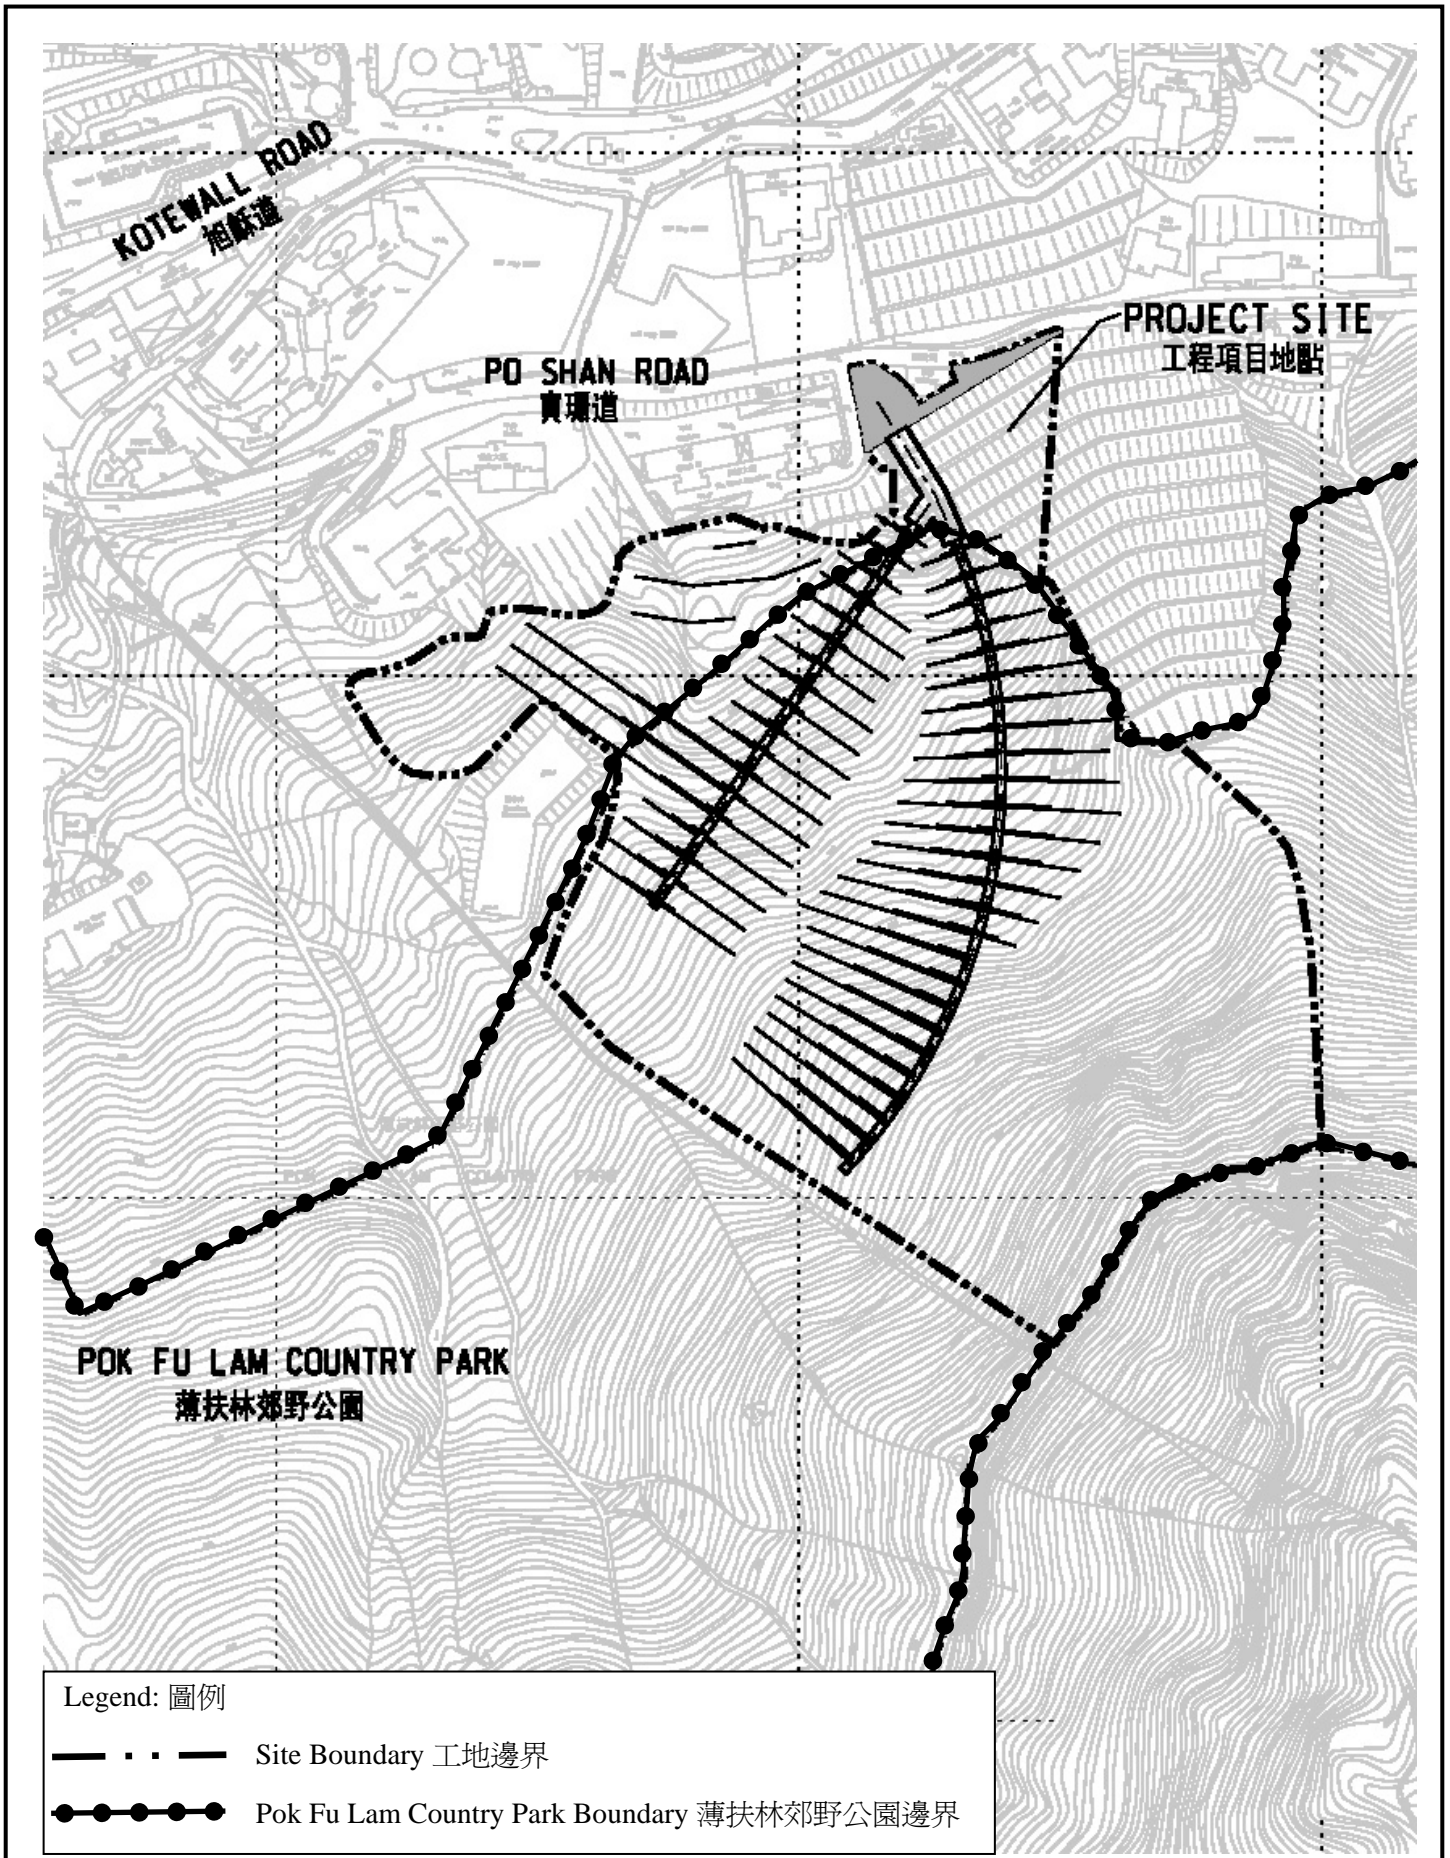 KOTEWALL ROAD
旭龢道
PROJECT SITE
工程項目地點
PO SHAN ROAD
寶珊道
POK FU LAM COUNTRY PARK
薄扶林郊野公園
Legend: 圖例
Site Boundary 工地邊界
Pok Fu Lam Country Park Boundary 薄扶林郊野公園邊界